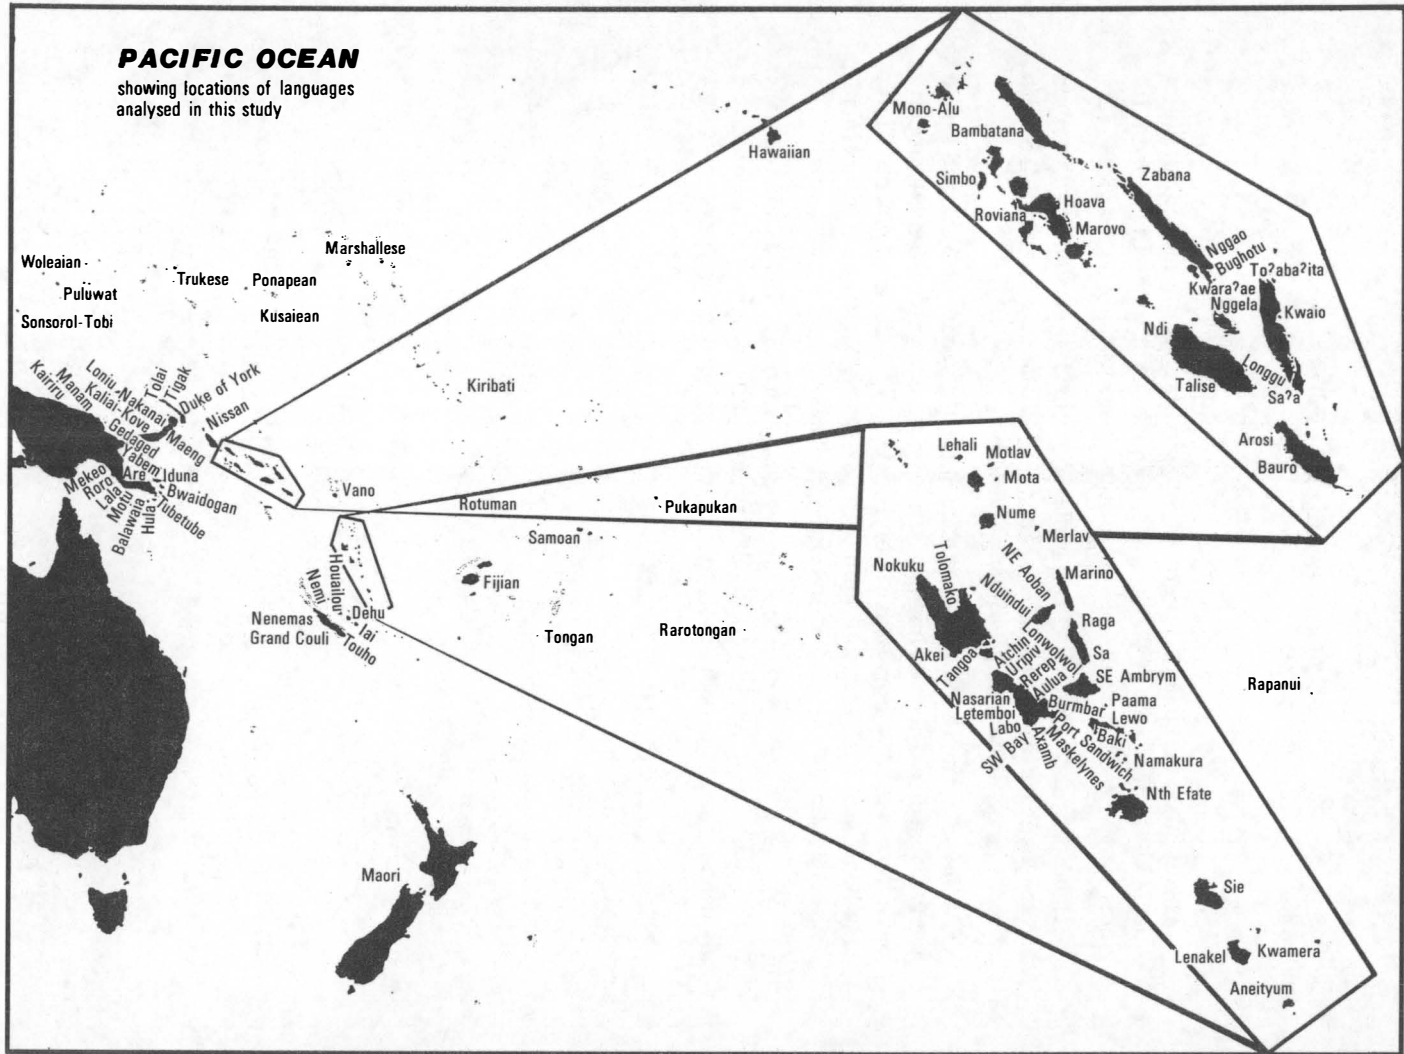 PACIFIC OCEAN
showing locations of languages
analysed in this study
Hawaiian
Woleaian
Puluwat
Sonsorol-Tobi
Trukese
Ponapean
Kusaiean
Marshallese
Kiribati
Kairiru
Manam
Gedaged
Kaliai-Kove
Loniu
Nakanai
Tolai
Tigak
Duke of York
Nissan
Maeng
Yabem
Mekeo
Roro
Lala
Motu
Balawaia
Hula
Are
Iduna
Bwaidogan
Tubetube
Vano
Rotuman
Pukapukan
Samoan
Fijian
Tongan
Rarotongan
Rapanui
Houailou
Nemi
Nenemas
Grand Couli
Dehu
Iai
Touho
Maori
Mono-Alu
Bambatana
Simbo
Roviana
Hoava
Marovo
Zabana
Nggao
Bughotu
To?aba?ita
Kwara?ae
Nggela
Kwaio
Ndi
Talise
Longgu
Sa?a
Arosi
Bauro
Lehali
Motlav
Mota
Nume
Merlav
Nokuku
Tolomako
NE Aoban
Nduindui
Marino
Raga
Sa
Akei
Tangoa
Atchin
Uripiv
Rerep
Aulua
Lonwolwol
SE Ambrym
Nasarian
Letemboi
Labo
SW Bay
Axamb
Maskelynes
Port Sandwich
Burmbar
Paama
Lewo
Baki
Namakura
Nth Efate
Sie
Lenakel
Kwamera
Aneityum